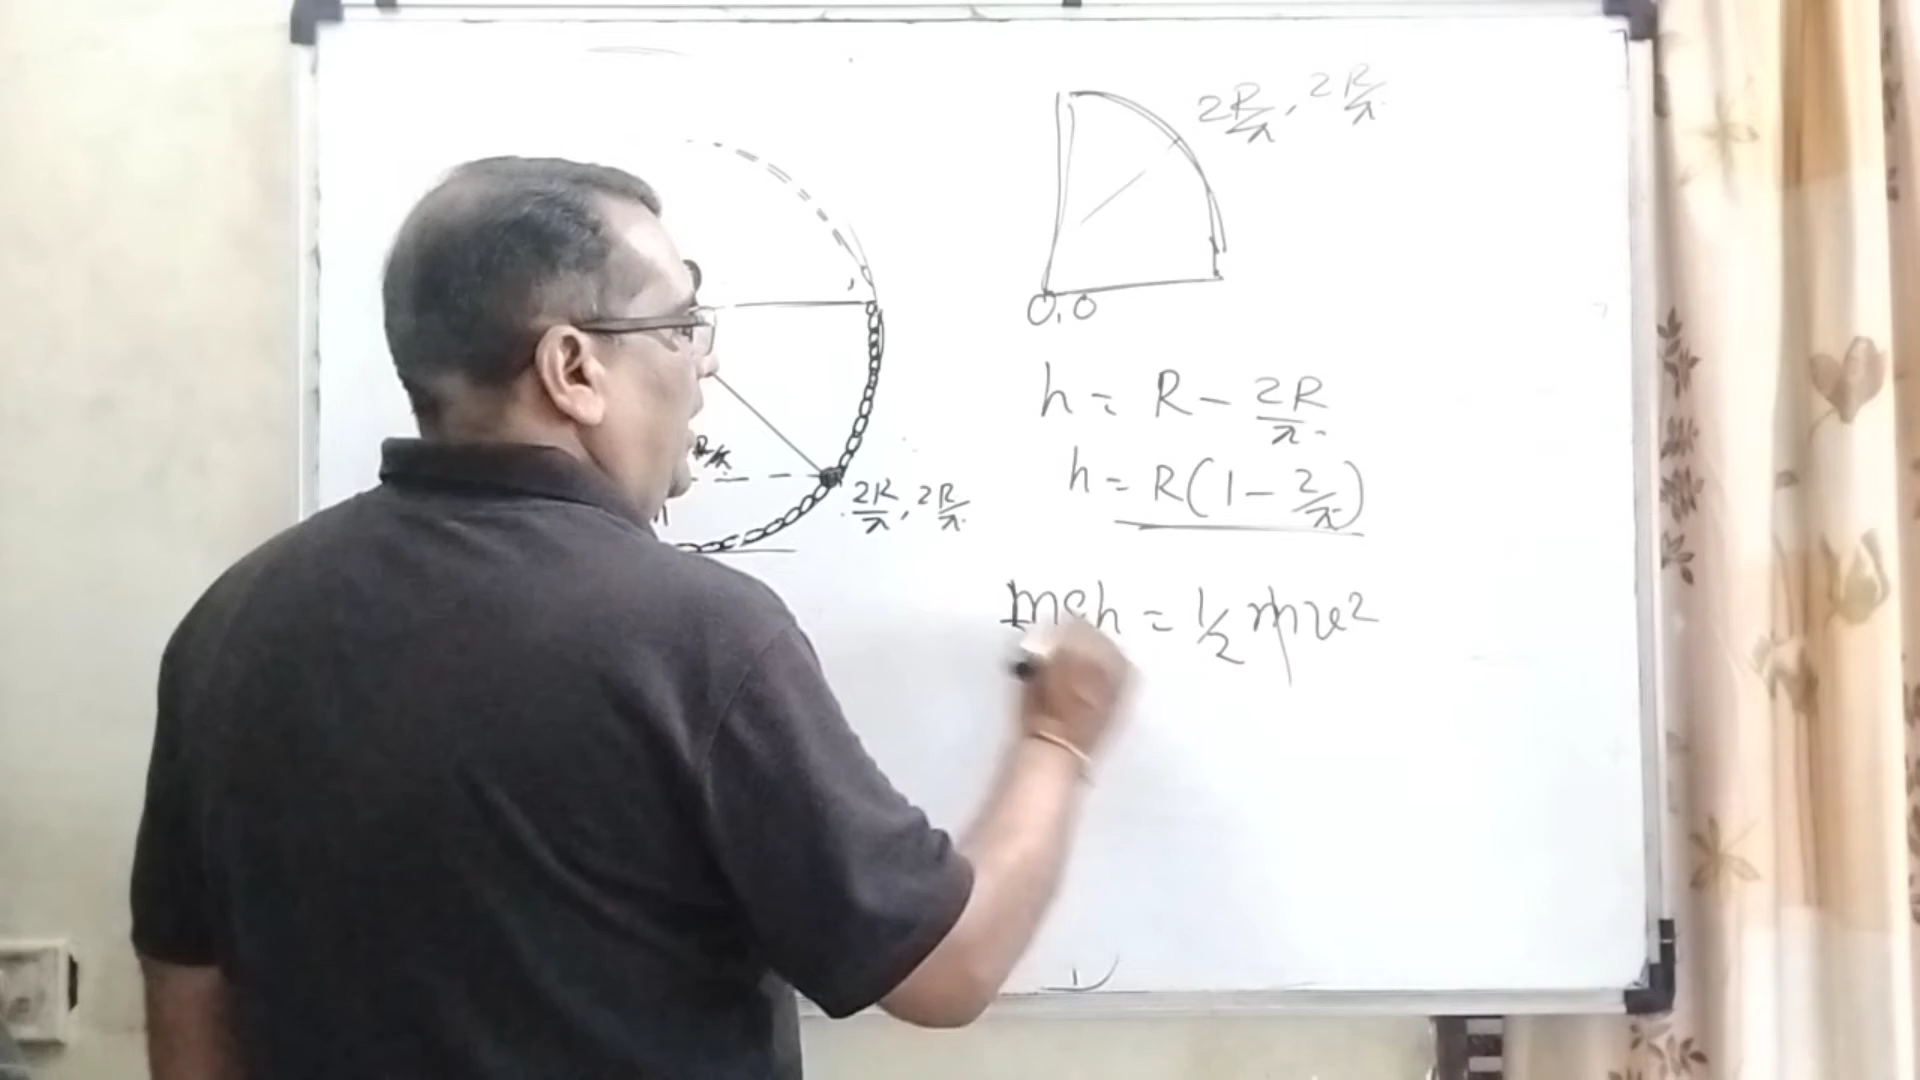 2R/π, 2R/π
0,0
h = R - 2R/π
h = R(1 - 2/π)
2R/π, 2R/π
mgh = 1/2 mv²